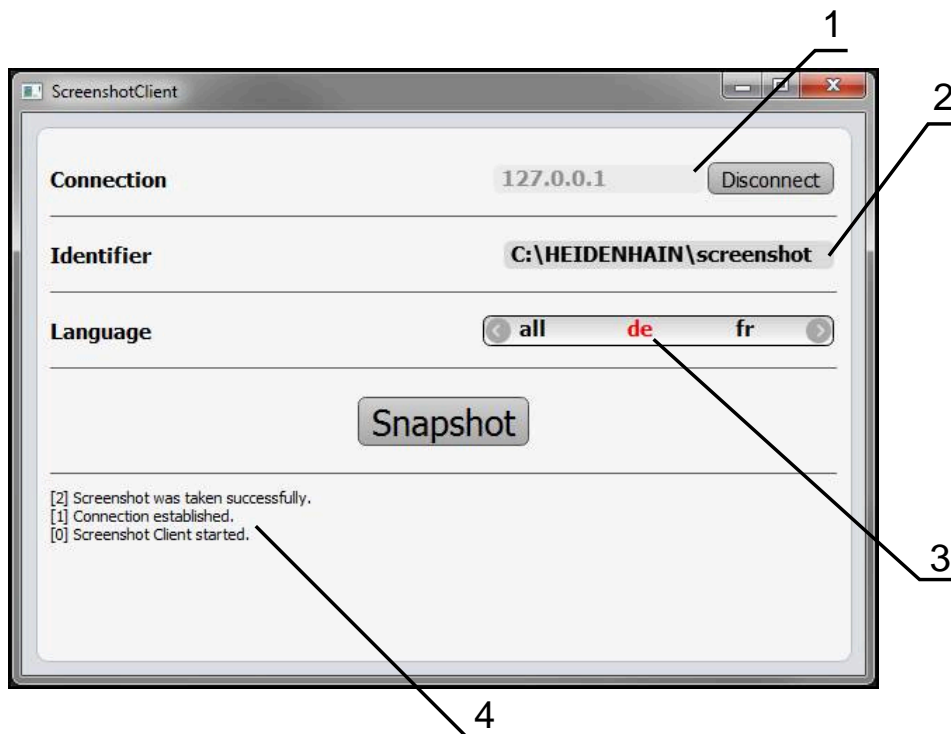 1
ScreenshotClient
2
Connection 127.0.0.1 Disconnect
Identifier C:\HEIDENHAIN\screenshot
Language all de fr
Snapshot
[2] Screenshot was taken successfully.
[1] Connection established.
[0] Screenshot Client started.
3
4